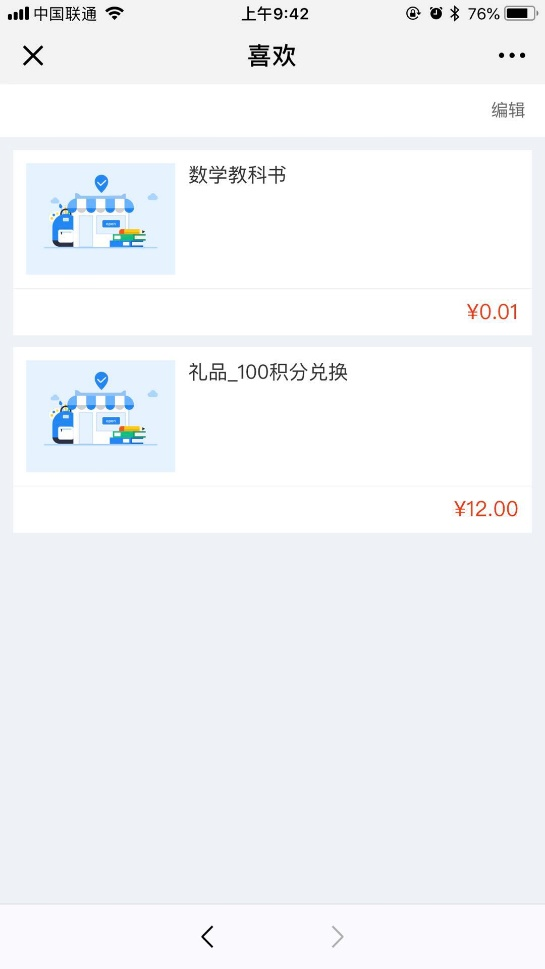 中国联通
上午9:42
76%
喜欢
编辑
数学教科书
¥0.01
礼品_100积分兑换
¥12.00